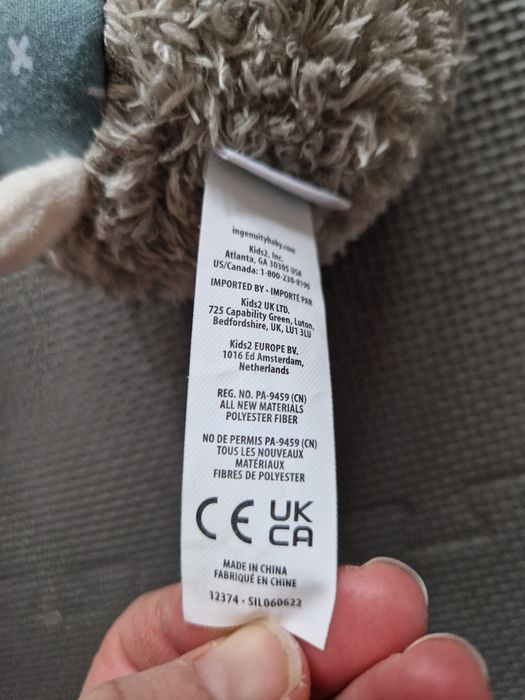 ingenuitybaby.com
Kids2, Inc.
Atlanta, GA 30305 USA
US/Canada: 1-800-230-8190
IMPORTED BY • IMPORTÉ PAR
Kids2 UK LTD.
725 Capability Green, Luton,
Bedfordshire, UK, LU1 3LU
Kids2 EUROPE BV.
1016 Ed Amsterdam,
Netherlands
REG. NO. PA-9459 (CN)
ALL NEW MATERIALS
POLYESTER FIBER
NO DE PERMIS PA-9459 (CN)
TOUS LES NOUVEAUX
MATÉRIAUX
FIBRES DE POLYESTER
CE UK
CA
MADE IN CHINA
FABRIQUÉ EN CHINE
12374 • SIL060622